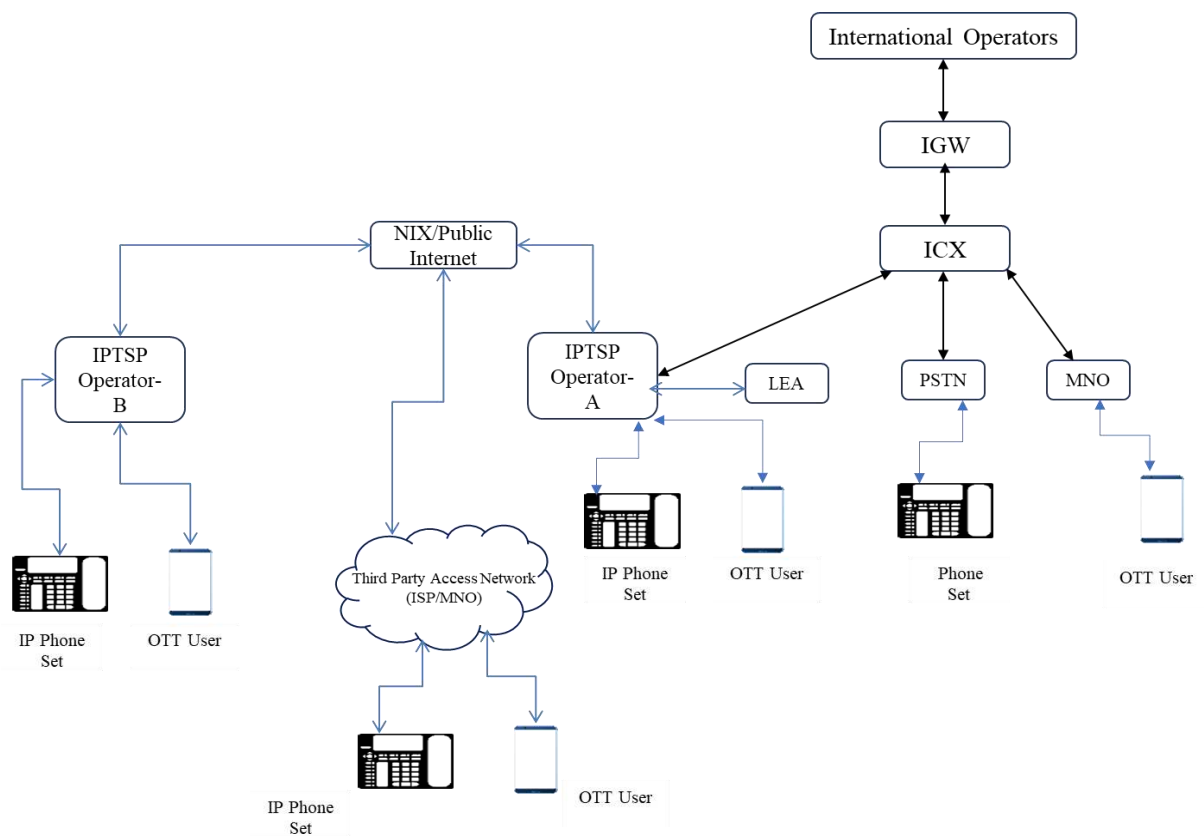 International Operators
IGW
NIX/Public
Internet
ICX
IPTSP
Operator-
B
IPTSP
Operator-
A
LEA
PSTN
MNO
Third Party Access Network
(ISP/MNO)
IP Phone
Set
OTT User
Phone
Set
OTT User
IP Phone
Set
OTT User
IP Phone
Set
OTT User